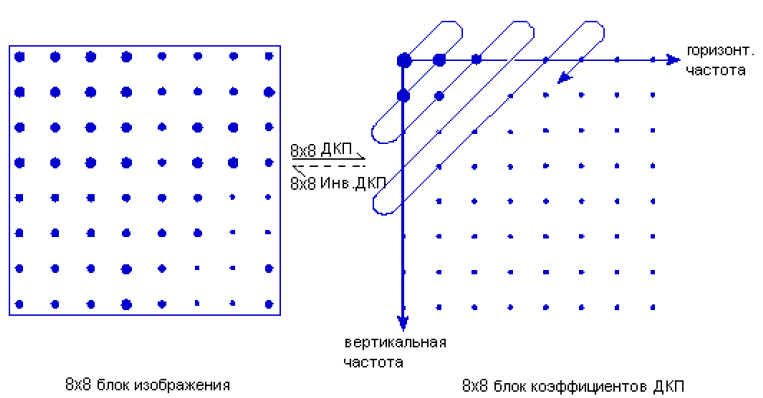 горизонт.
частота
8x8 ДКП
8x8 Инв.ДКП
вертикальная
частота
8x8 блок изображения
8x8 блок коэффициентов ДКП